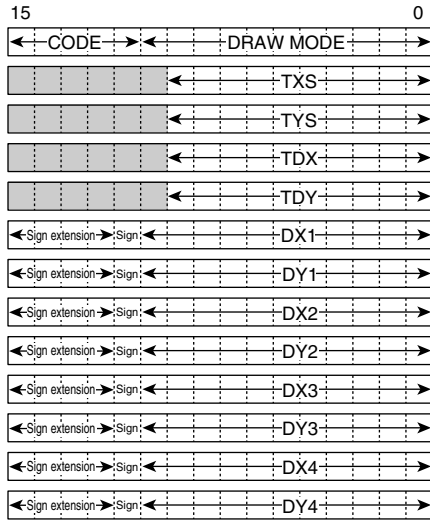 15 0
CODE DRAW MODE
TXS
TYS
TDX
TDY
Sign extension Sign DX1
Sign extension Sign DY1
Sign extension Sign DX2
Sign extension Sign DY2
Sign extension Sign DX3
Sign extension Sign DY3
Sign extension Sign DX4
Sign extension Sign DY4